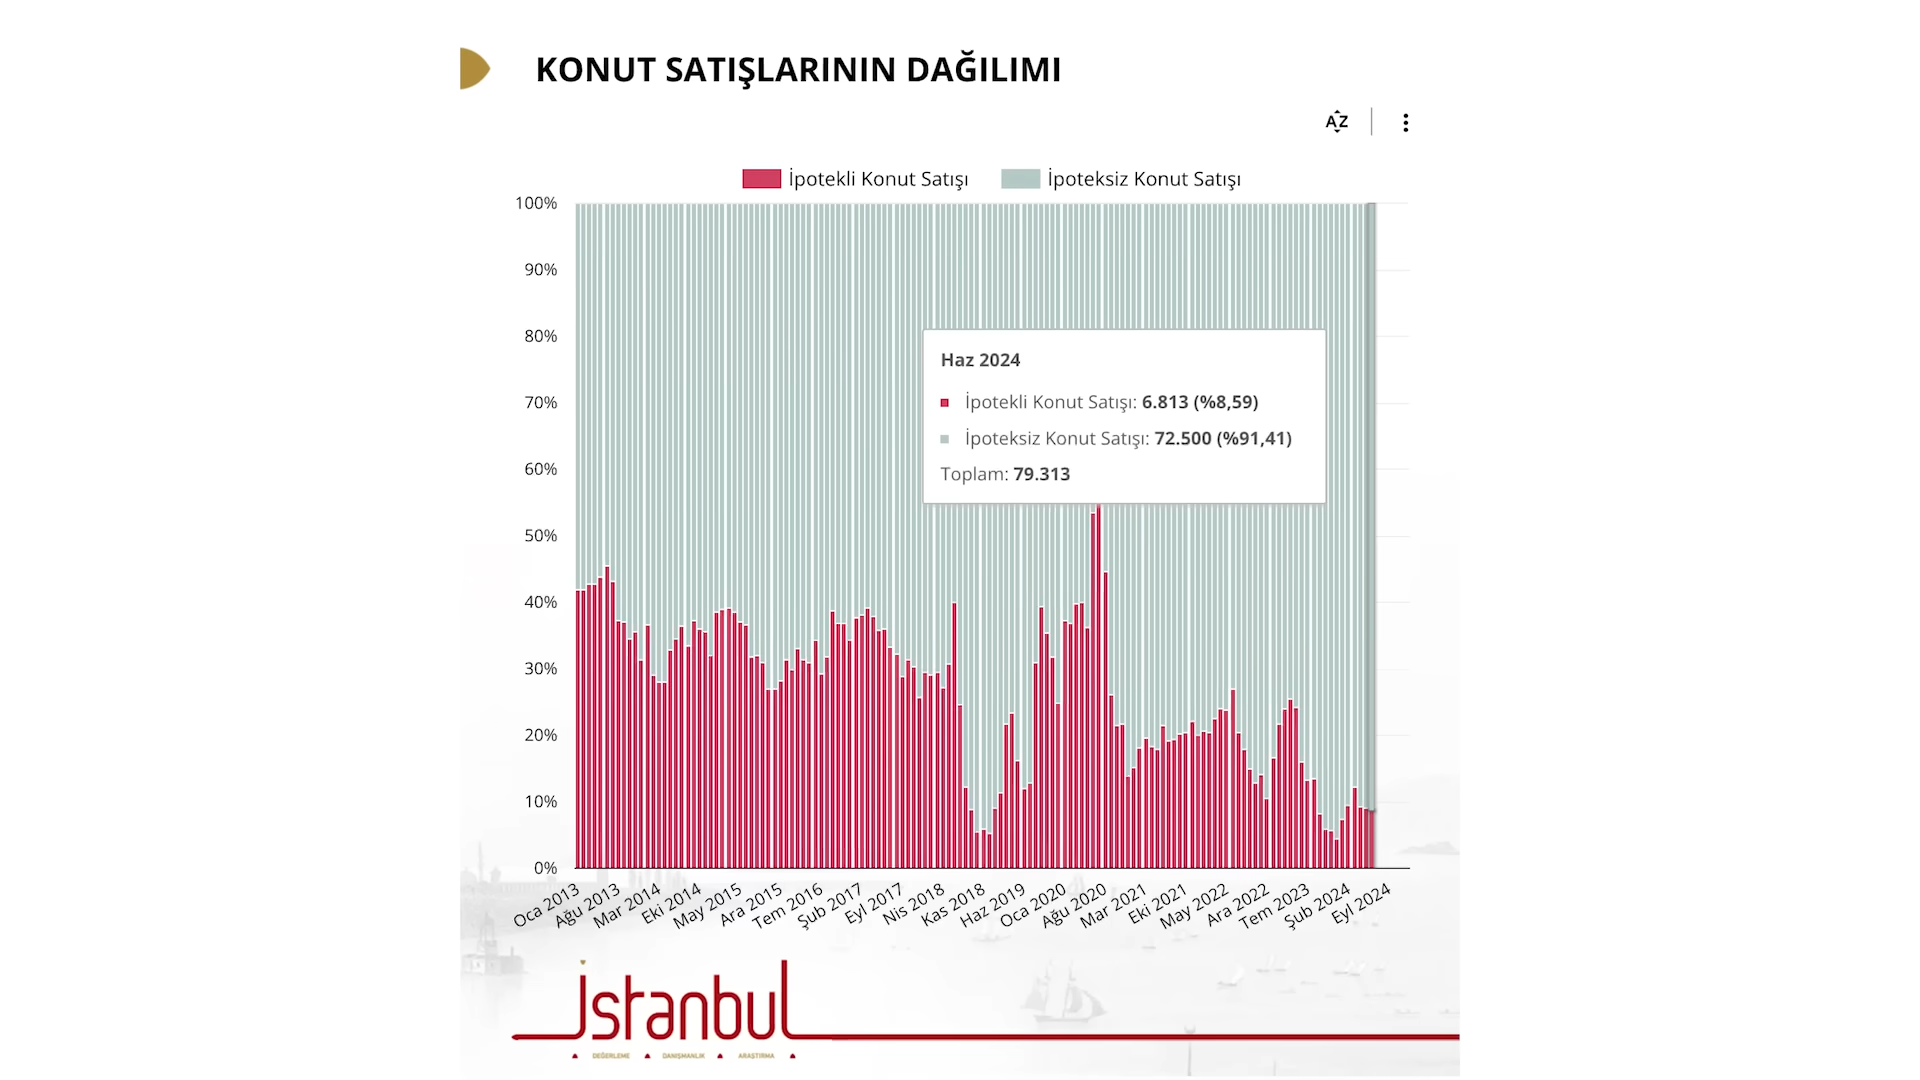 KONUT SATIŞLARININ DAĞILIMI
AZ
İpotekli Konut Satışı
İpoteksiz Konut Satışı
100%
90%
80%
70%
60%
50%
40%
30%
20%
10%
0%
Haz 2024
İpotekli Konut Satışı: 6.813 (%8,59)
İpoteksiz Konut Satışı: 72.500 (%91,41)
Toplam: 79.313
Oca 2013
Ağu 2013
Mar 2014
Eki 2014
May 2015
Ara 2015
Tem 2016
Şub 2017
Eyl 2017
Nis 2018
Kas 2018
Haz 2019
Oca 2020
Ağu 2020
Mar 2021
Eki 2021
May 2022
Ara 2022
Tem 2023
Şub 2024
Eyl 2024
istanbul
DEĞERLEME DANIŞMANLIK ARAŞTIRMA